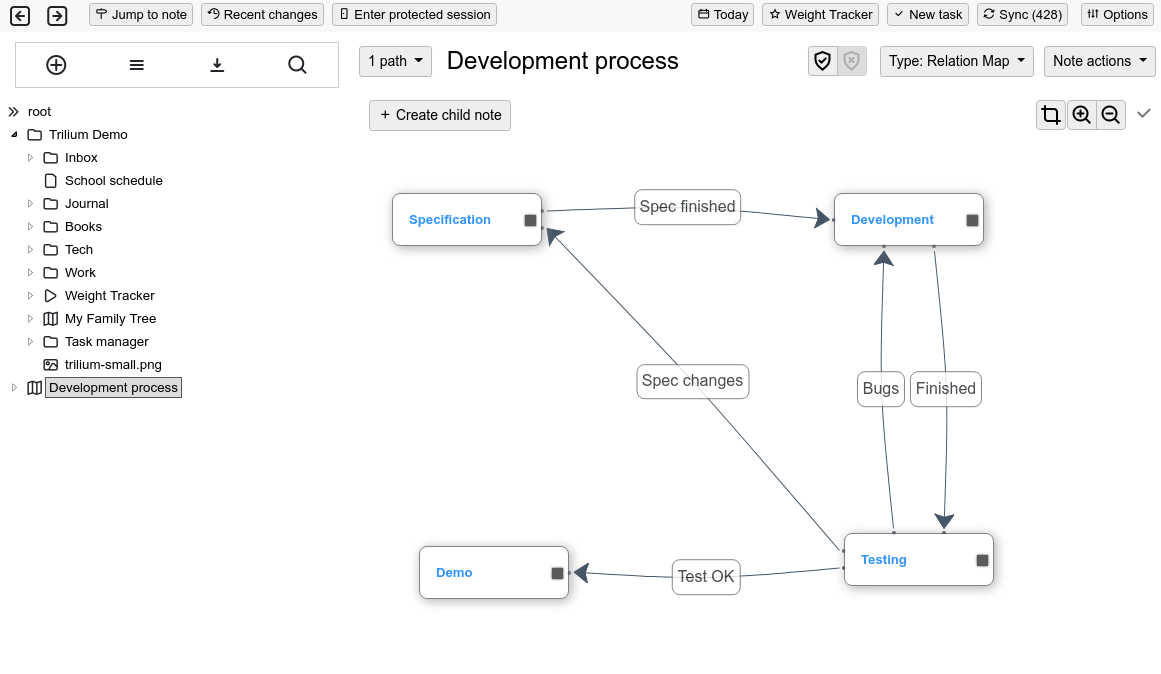 Jump to note Recent changes Enter protected session Today Weight Tracker New task Sync (428) Options
1 path Development process Type: Relation Map Note actions
+ Create child note
root
Trilium Demo
Inbox
School schedule
Journal
Books
Tech
Work
Weight Tracker
My Family Tree
Task manager
trilium-small.png
Development process
Specification
Spec finished
Development
Spec changes
Bugs
Finished
Demo
Test OK
Testing